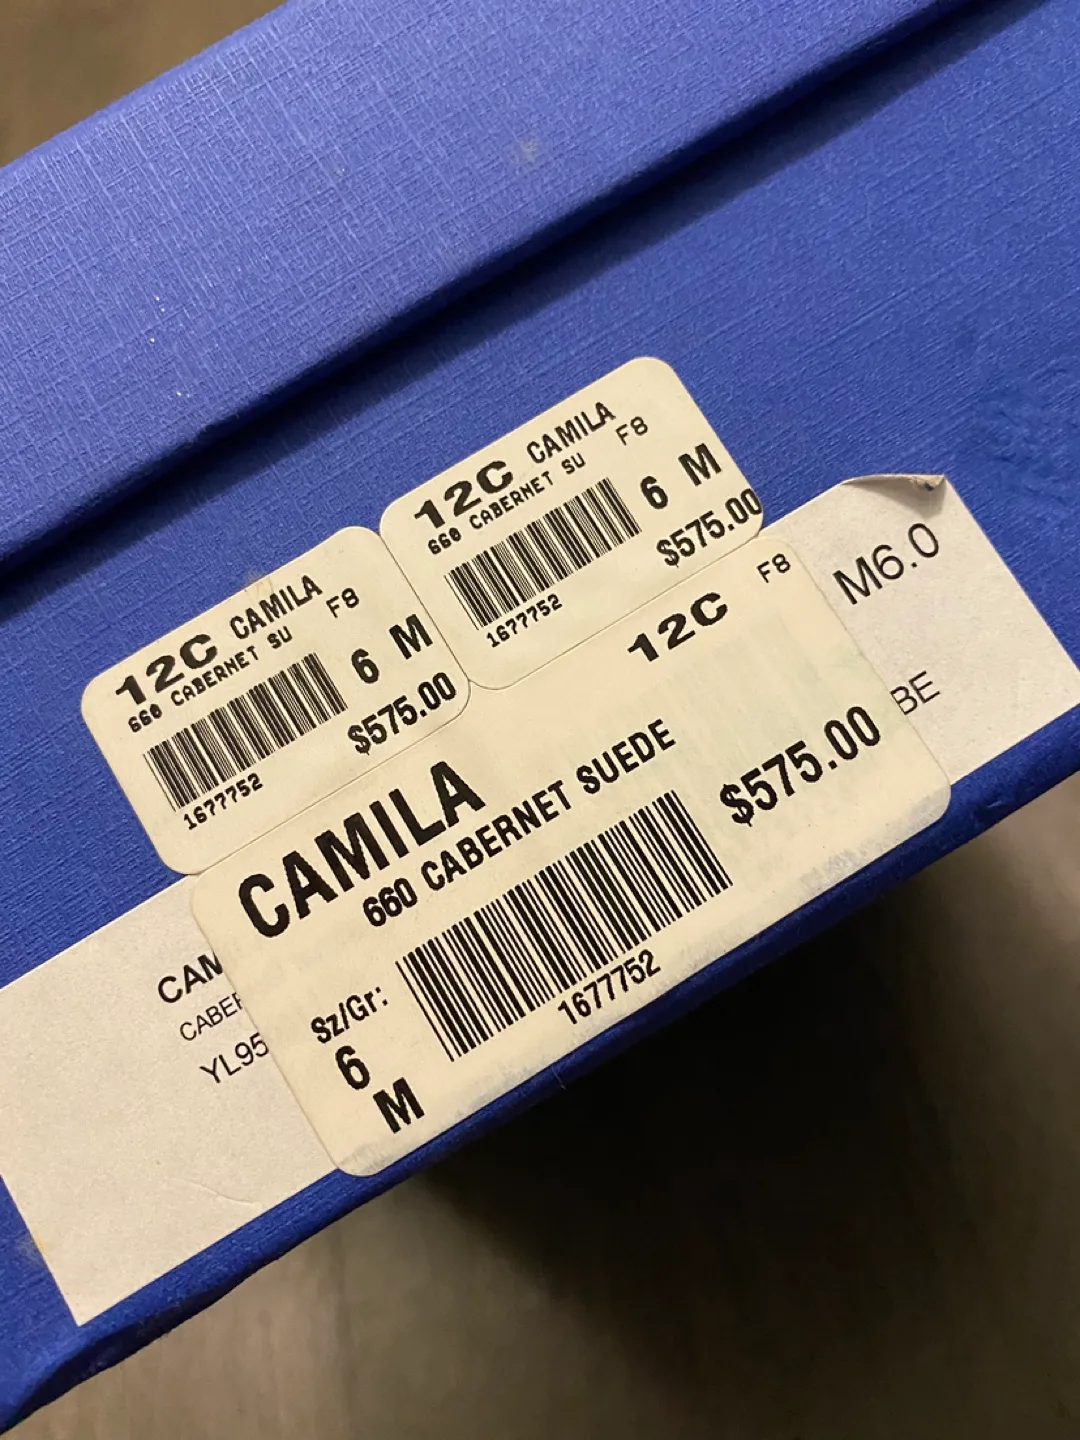 12C CAMILA
660 CABERNET SU F8
6 M
$575.00
1677752
12C CAMILA
660 CABERNET SU F8
6 M
$575.00
1677752
F8
12C
CAMILA
660 CABERNET SUEDE
$575.00
Sz/Gr:
6
M
1677752
M6.0
BE
CAM
CABER
YL95